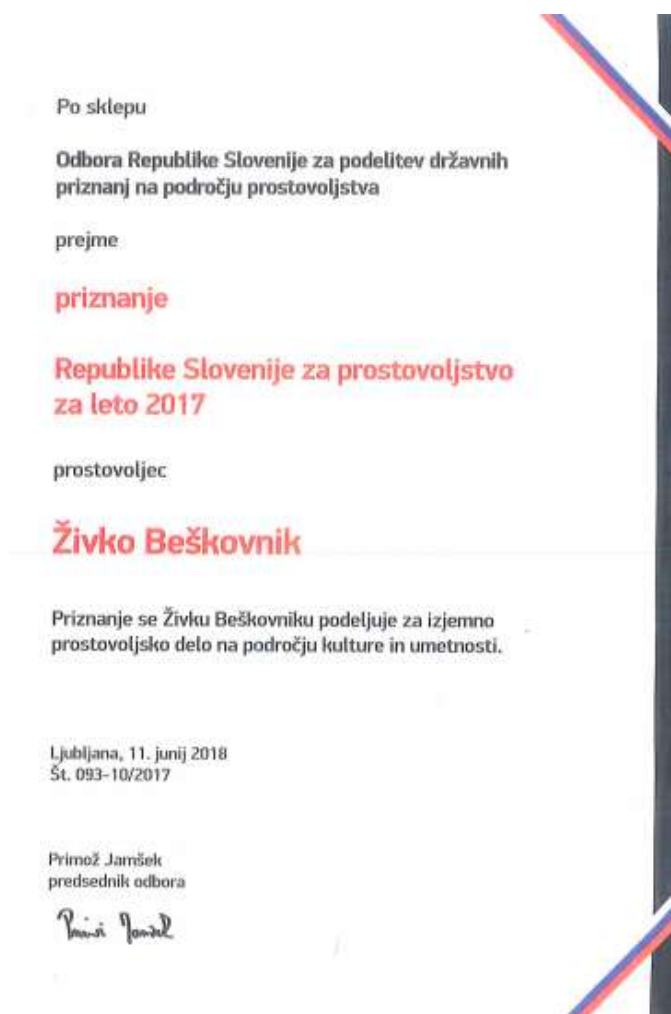 Po sklepu
Odbora Republike Slovenije za podelitev državnih
priznanj na področju prostovoljstva
prejme
priznanje
Republike Slovenije za prostovoljstvo
za leto 2017
prostovoljec
Živko Beškovnik
Priznanje se Živku Beškovniku podeljuje za izjemno
prostovoljsko delo na področju kulture in umetnosti.
Ljubljana, 11. junij 2018
Št. 093-10/2017
Primož Jamšek
predsednik odbora